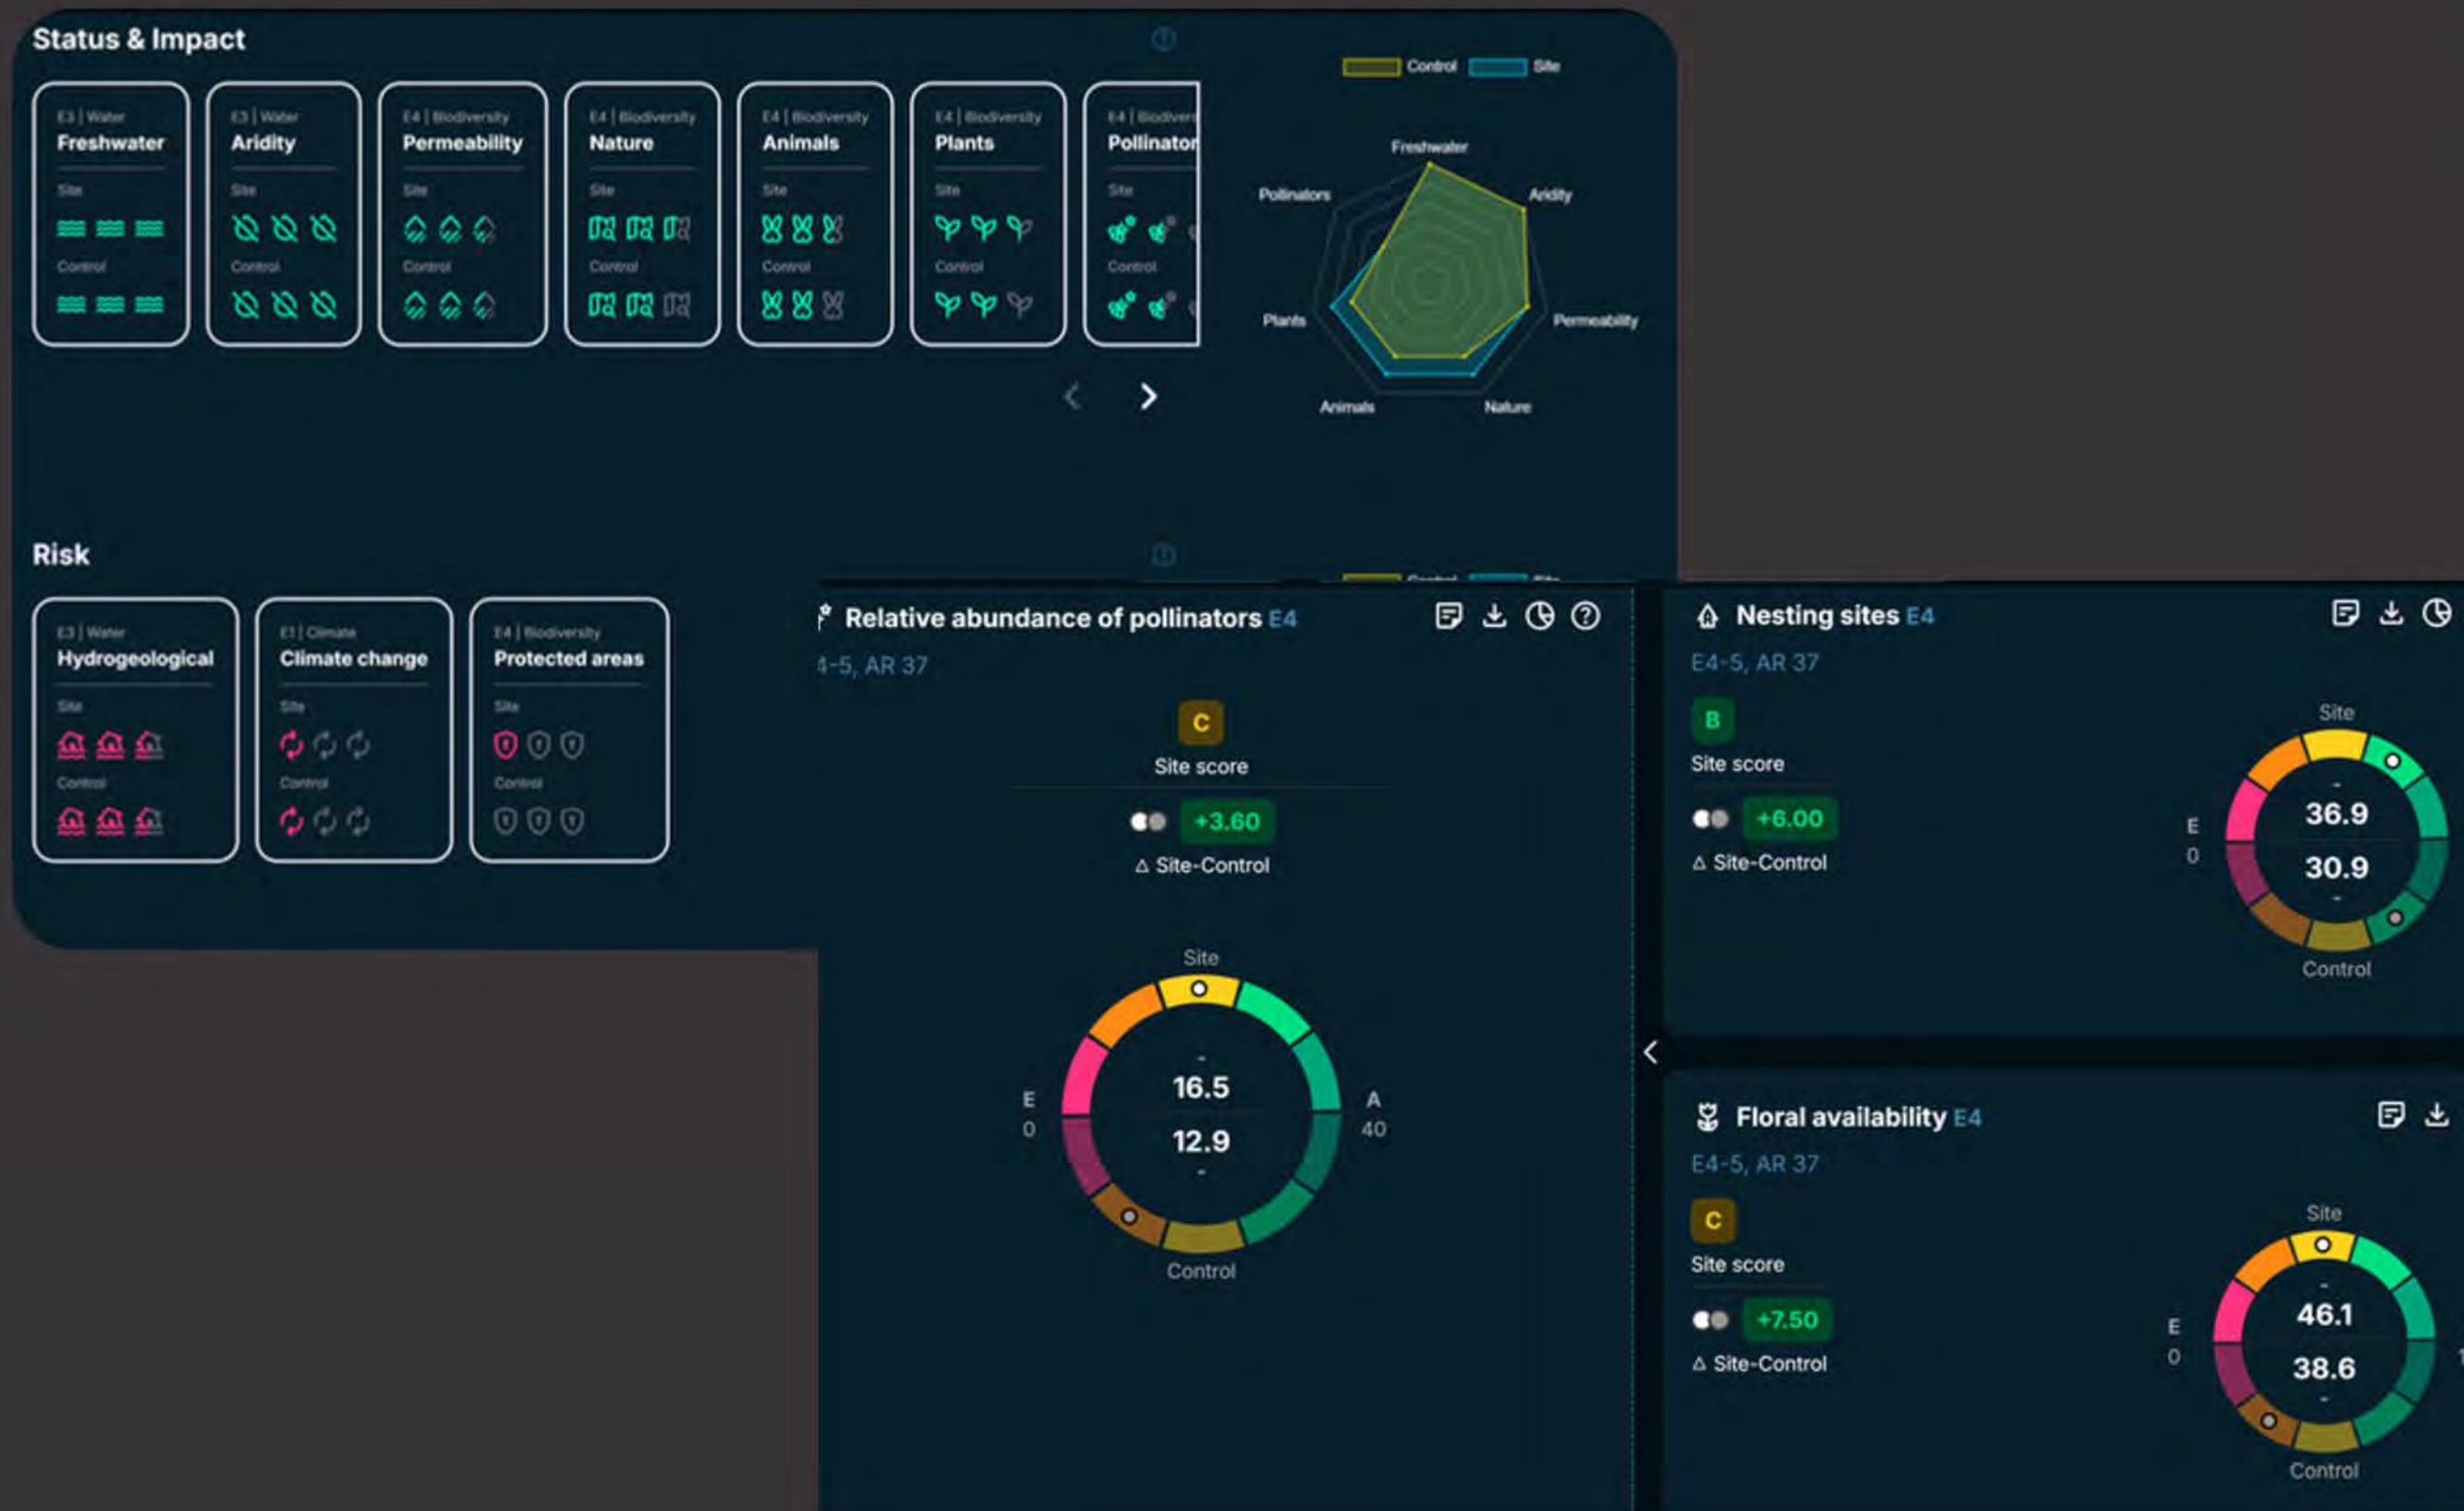 Status & Impact
E3 | Water
Freshwater
Site
Control
E3 | Water
Aridity
Site
Control
E4 | Biodiversity
Permeability
Site
Control
E4 | Biodiversity
Nature
Site
Control
E4 | Biodiversity
Animals
Site
Control
E4 | Biodiversity
Plants
Site
Control
E4 | Biodivers
Pollinator
Site
Control
Control Site
Freshwater
Aridity
Permeability
Nature
Animals
Plants
Pollinators
Risk
E3 | Water
Hydrogeological
Site
Control
E1 | Climate
Climate change
Site
Control
E4 | Biodiversity
Protected areas
Site
Control
Relative abundance of pollinators E4
4-5, AR 37
C
Site score
+3.60
Δ Site-Control
Site
16.5
12.9
E
0
A
40
Control
Nesting sites E4
E4-5, AR 37
B
Site score
+6.00
Δ Site-Control
Site
36.9
30.9
E
0
Control
Floral availability E4
E4-5, AR 37
C
Site score
+7.50
Δ Site-Control
Site
46.1
38.6
E
0
Control